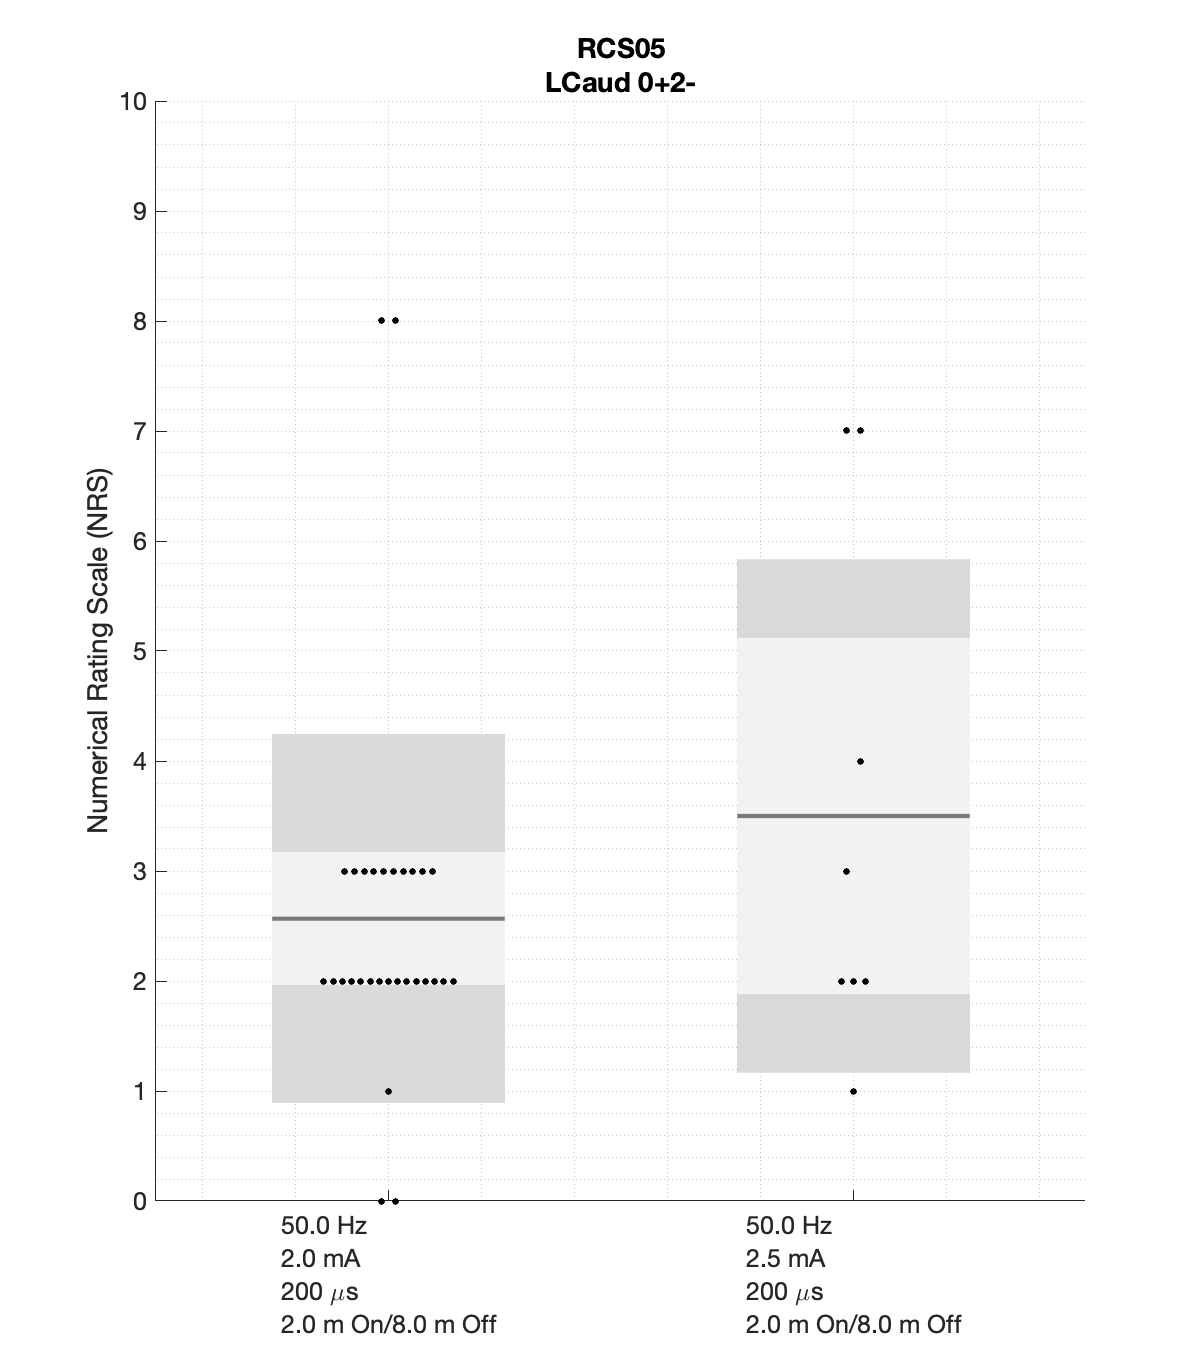 RCS05
LCaud 0+2-
10
9
8
7
6
5
4
3
2
1
0
Numerical Rating Scale (NRS)
50.0 Hz
2.0 mA
200 μs
2.0 m On/8.0 m Off
50.0 Hz
2.5 mA
200 μs
2.0 m On/8.0 m Off